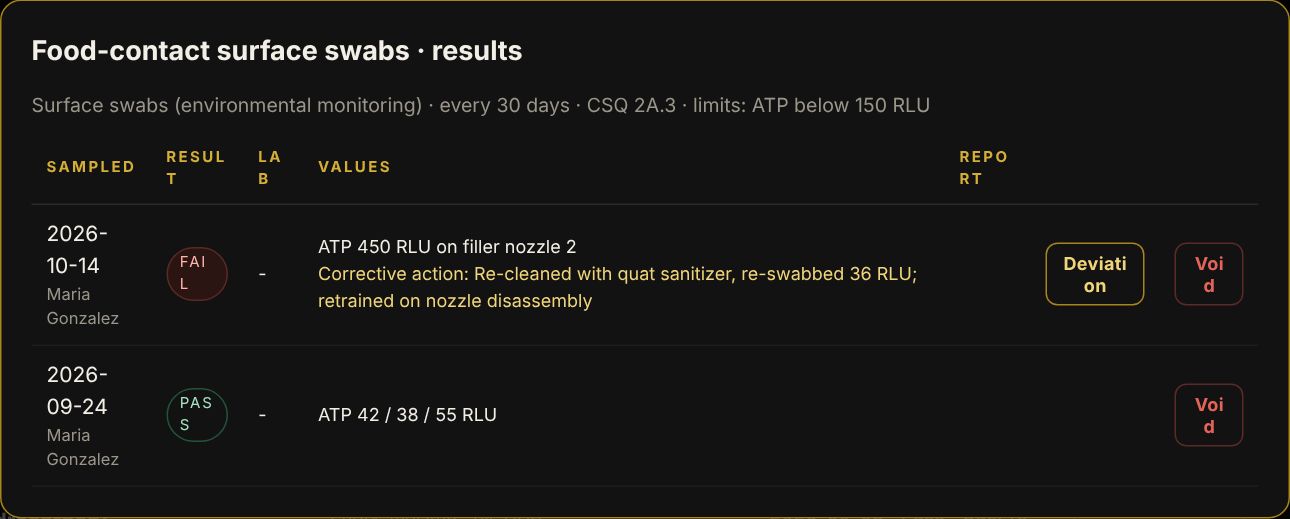 Food-contact surface swabs · results
Surface swabs (environmental monitoring) · every 30 days · CSQ 2A.3 · limits: ATP below 150 RLU
SAMPLED
RESUL
T
LA
B
VALUES
REPO
RT
2026-
10-14
Maria
Gonzalez
FAI
L
-
ATP 450 RLU on filler nozzle 2
Corrective action: Re-cleaned with quat sanitizer, re-swabbed 36 RLU;
retrained on nozzle disassembly
Deviati
on
Voi
d
2026-
09-24
Maria
Gonzalez
PAS
S
-
ATP 42 / 38 / 55 RLU
Voi
d